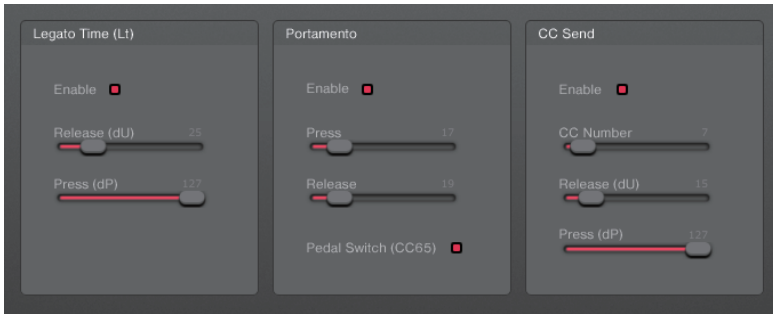 Legato Time (Lt)
Enable
Release (dU) 25
Press (dP) 127
Portamento
Enable
Press 17
Release 19
Pedal Switch (CC65)
CC Send
Enable
CC Number 7
Release (dU) 15
Press (dP) 127